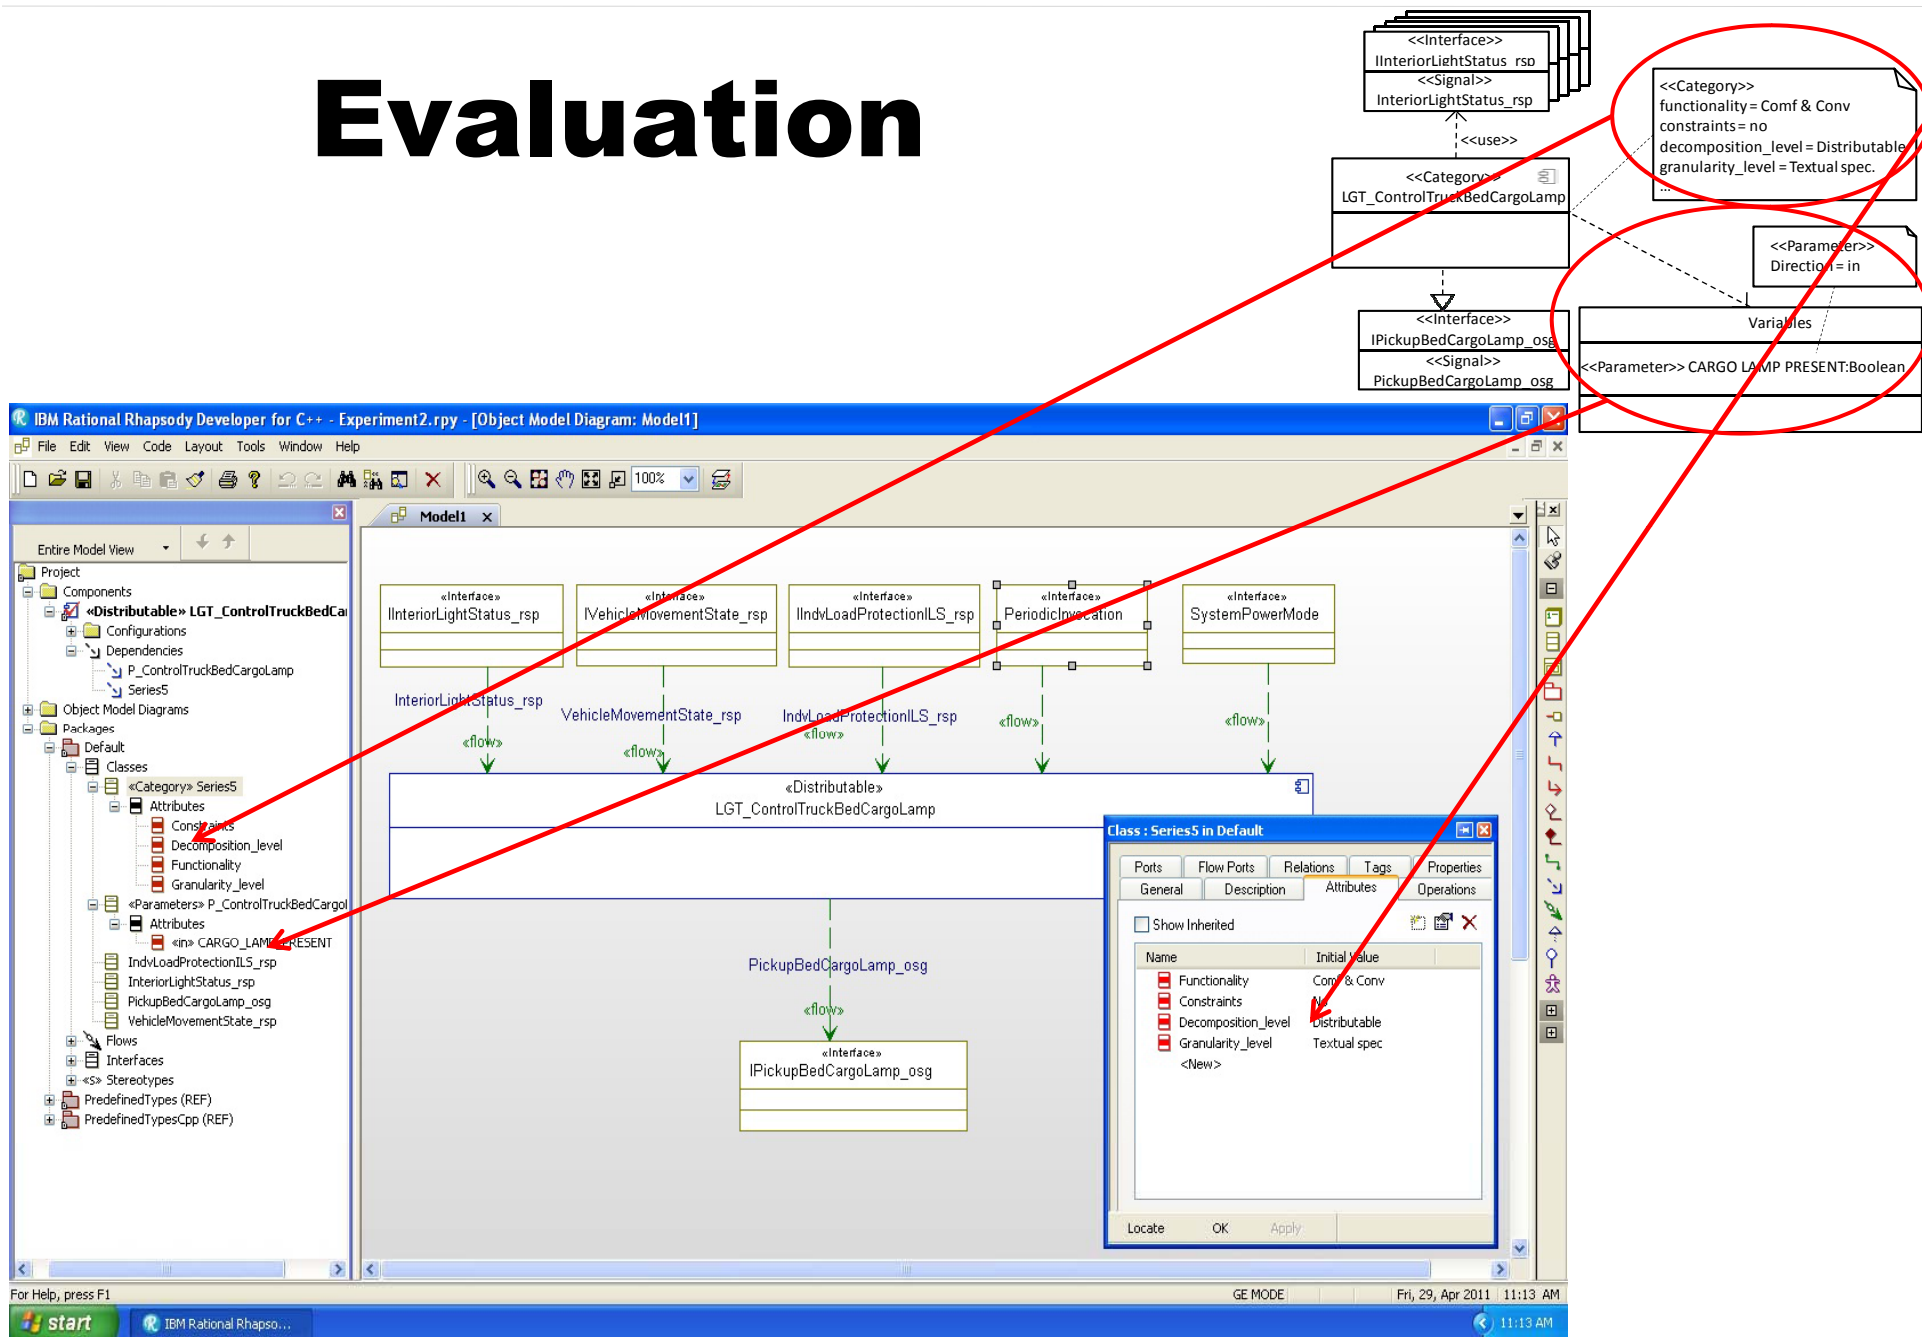 Evaluation
<<Interface>>
IInteriorLightStatus_rsp
<<Signal>>
InteriorLightStatus_rsp
<<use>>
<<Category>>
LGT_ControlTruckBedCargoLamp
<<Interface>>
IPickupBedCargoLamp_osg
<<Signal>>
PickupBedCargoLamp_osg
<<Category>>
functionality = Comf & Conv
constraints = no
decomposition_level = Distributable
granularity_level = Textual spec.
...
<<Parameter>>
Direction = in
Variables
<<Parameter>> CARGO LAMP PRESENT:Boolean
IBM Rational Rhapsody Developer for C++ - Experiment2.rpy - [Object Model Diagram: Model1]
File Edit View Code Layout Tools Window Help
100%
Entire Model View
Project
Components
«Distributable» LGT_ControlTruckBedCar
Configurations
Dependencies
P_ControlTruckBedCargoLamp
Series5
Object Model Diagrams
Packages
Default
Classes
«Category» Series5
Attributes
Constraints
Decomposition_level
Functionality
Granularity_level
«Parameters» P_ControlTruckBedCargol
Attributes
«in» CARGO_LAMP_PRESENT
IndvLoadProtectionILS_rsp
InteriorLightStatus_rsp
PickupBedCargoLamp_osg
VehicleMovementState_rsp
Flows
Interfaces
«S» Stereotypes
PredefinedTypes (REF)
PredefinedTypesCpp (REF)
Model1
«Interface»
IInteriorLightStatus_rsp
«Interface»
IVehicleMovementState_rsp
«Interface»
IIndvLoadProtectionILS_rsp
«Interface»
PeriodicInvocation
«Interface»
SystemPowerMode
InteriorLightStatus_rsp
«flow»
VehicleMovementState_rsp
«flow»
IndvLoadProtectionILS_rsp
«flow»
«flow»
«flow»
«Distributable»
LGT_ControlTruckBedCargoLamp
PickupBedCargoLamp_osg
«flow»
«Interface»
IPickupBedCargoLamp_osg
Class : Series5 in Default
Ports Flow Ports Relations Tags Properties
General Description Attributes Operations
Show Inherited
Name Initial Value
Functionality Comf & Conv
Constraints No
Decomposition_level Distributable
Granularity_level Textual spec
<New>
Locate OK Apply
For Help, press F1
GE MODE Fri, 29, Apr 2011 11:13 AM
start IBM Rational Rhapso... 11:13 AM